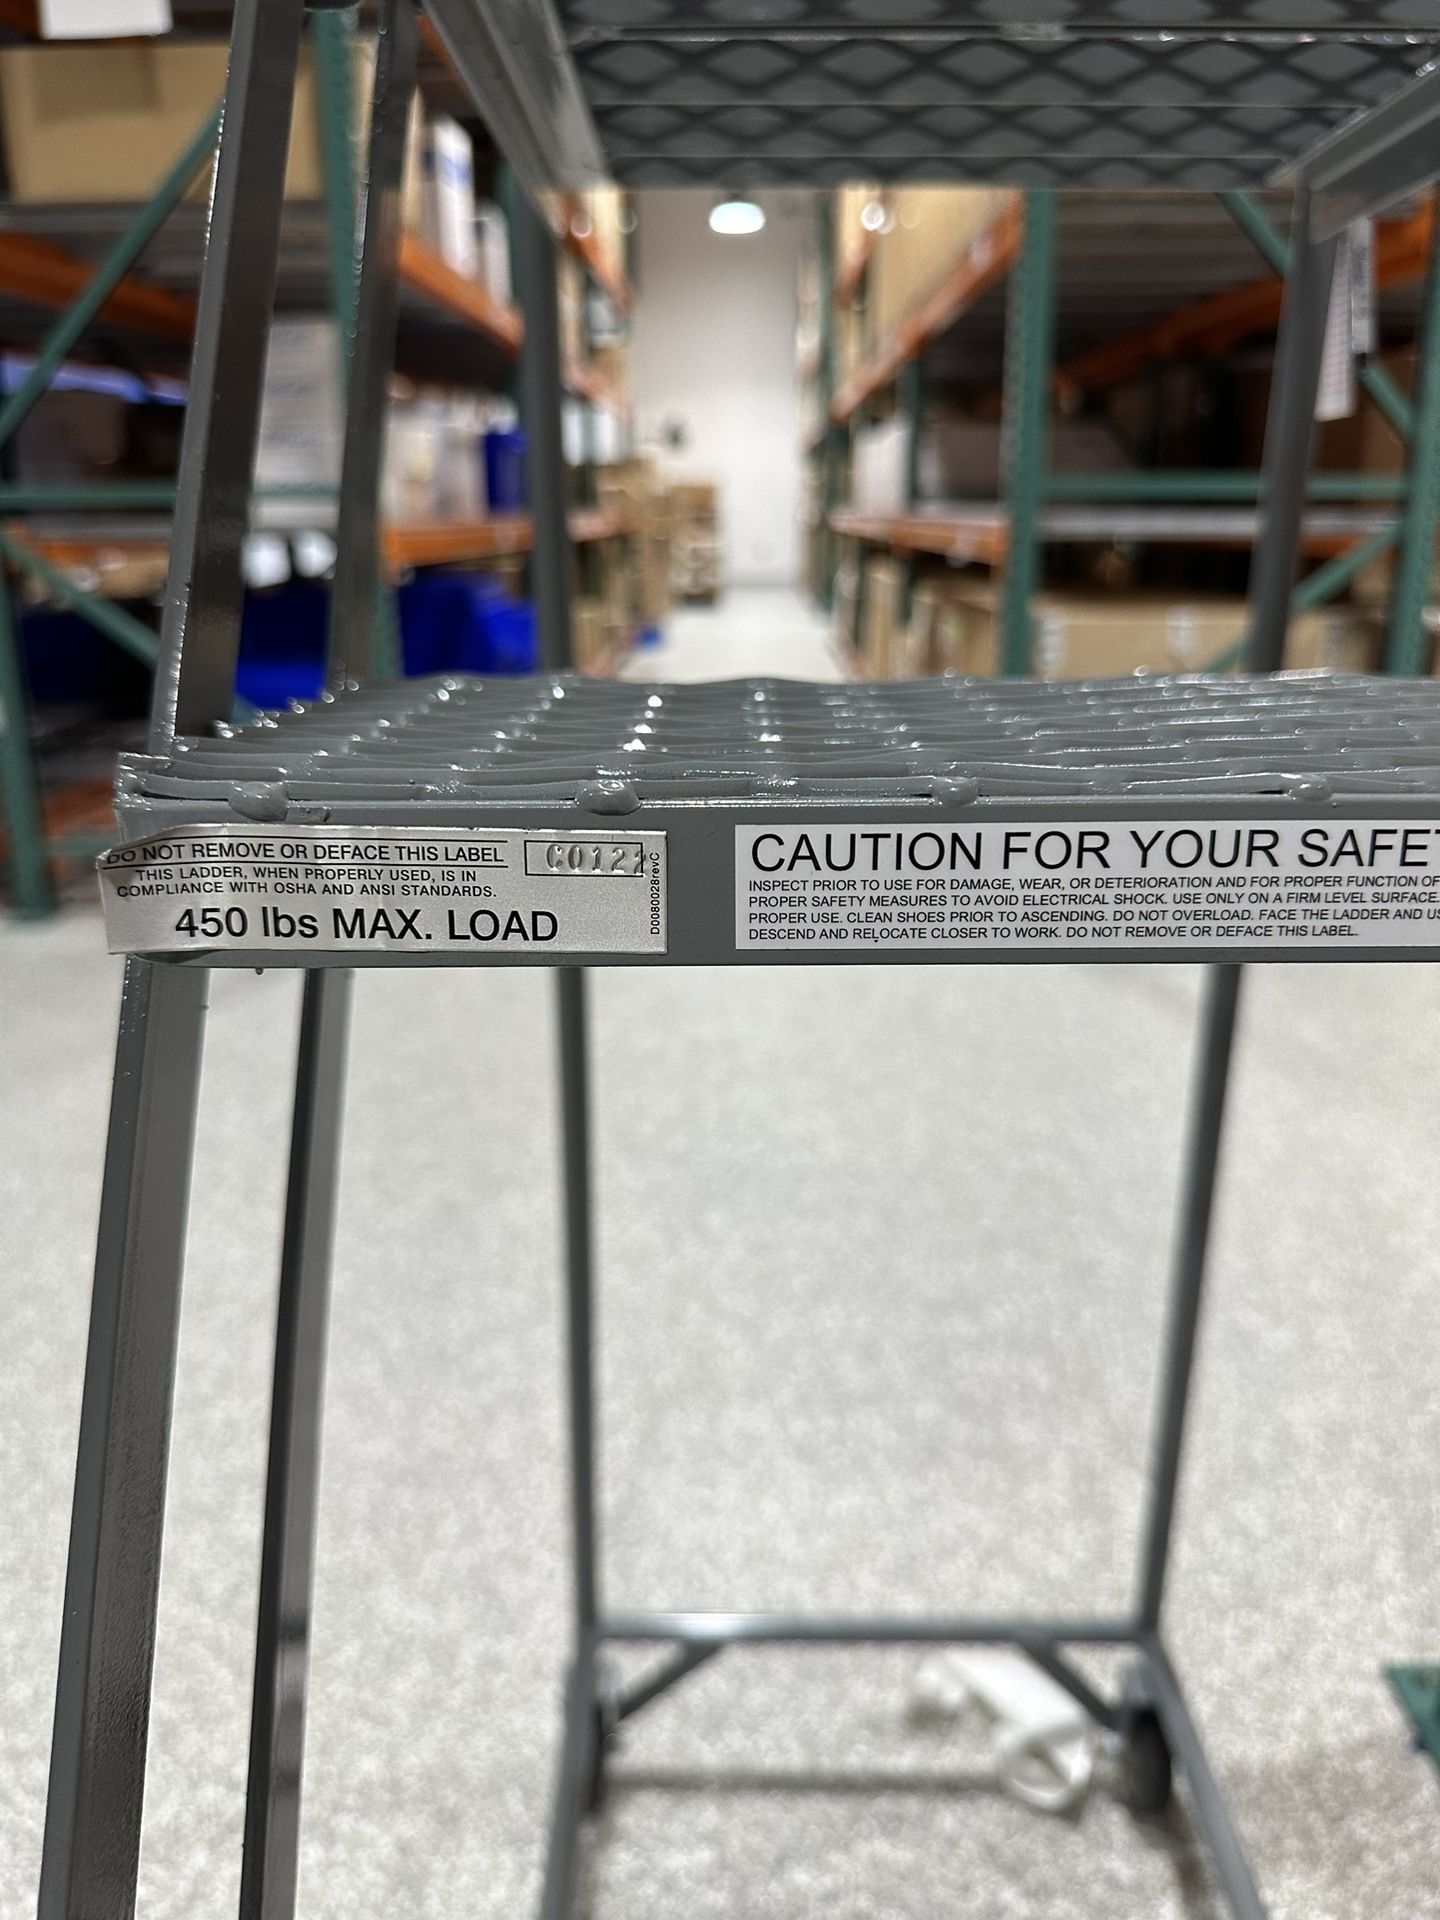 DO NOT REMOVE OR DEFACE THIS LABEL
THIS LADDER, WHEN PROPERLY USED, IS IN
COMPLIANCE WITH OSHA AND ANSI STANDARDS.
450 lbs MAX. LOAD
C0121
D0080028revC
CAUTION FOR YOUR SAFET
INSPECT PRIOR TO USE FOR DAMAGE, WEAR, OR DETERIORATION AND FOR PROPER FUNCTION OF
PROPER SAFETY MEASURES TO AVOID ELECTRICAL SHOCK. USE ONLY ON A FIRM LEVEL SURFACE.
PROPER USE. CLEAN SHOES PRIOR TO ASCENDING. DO NOT OVERLOAD. FACE THE LADDER AND US
DESCEND AND RELOCATE CLOSER TO WORK. DO NOT REMOVE OR DEFACE THIS LABEL.